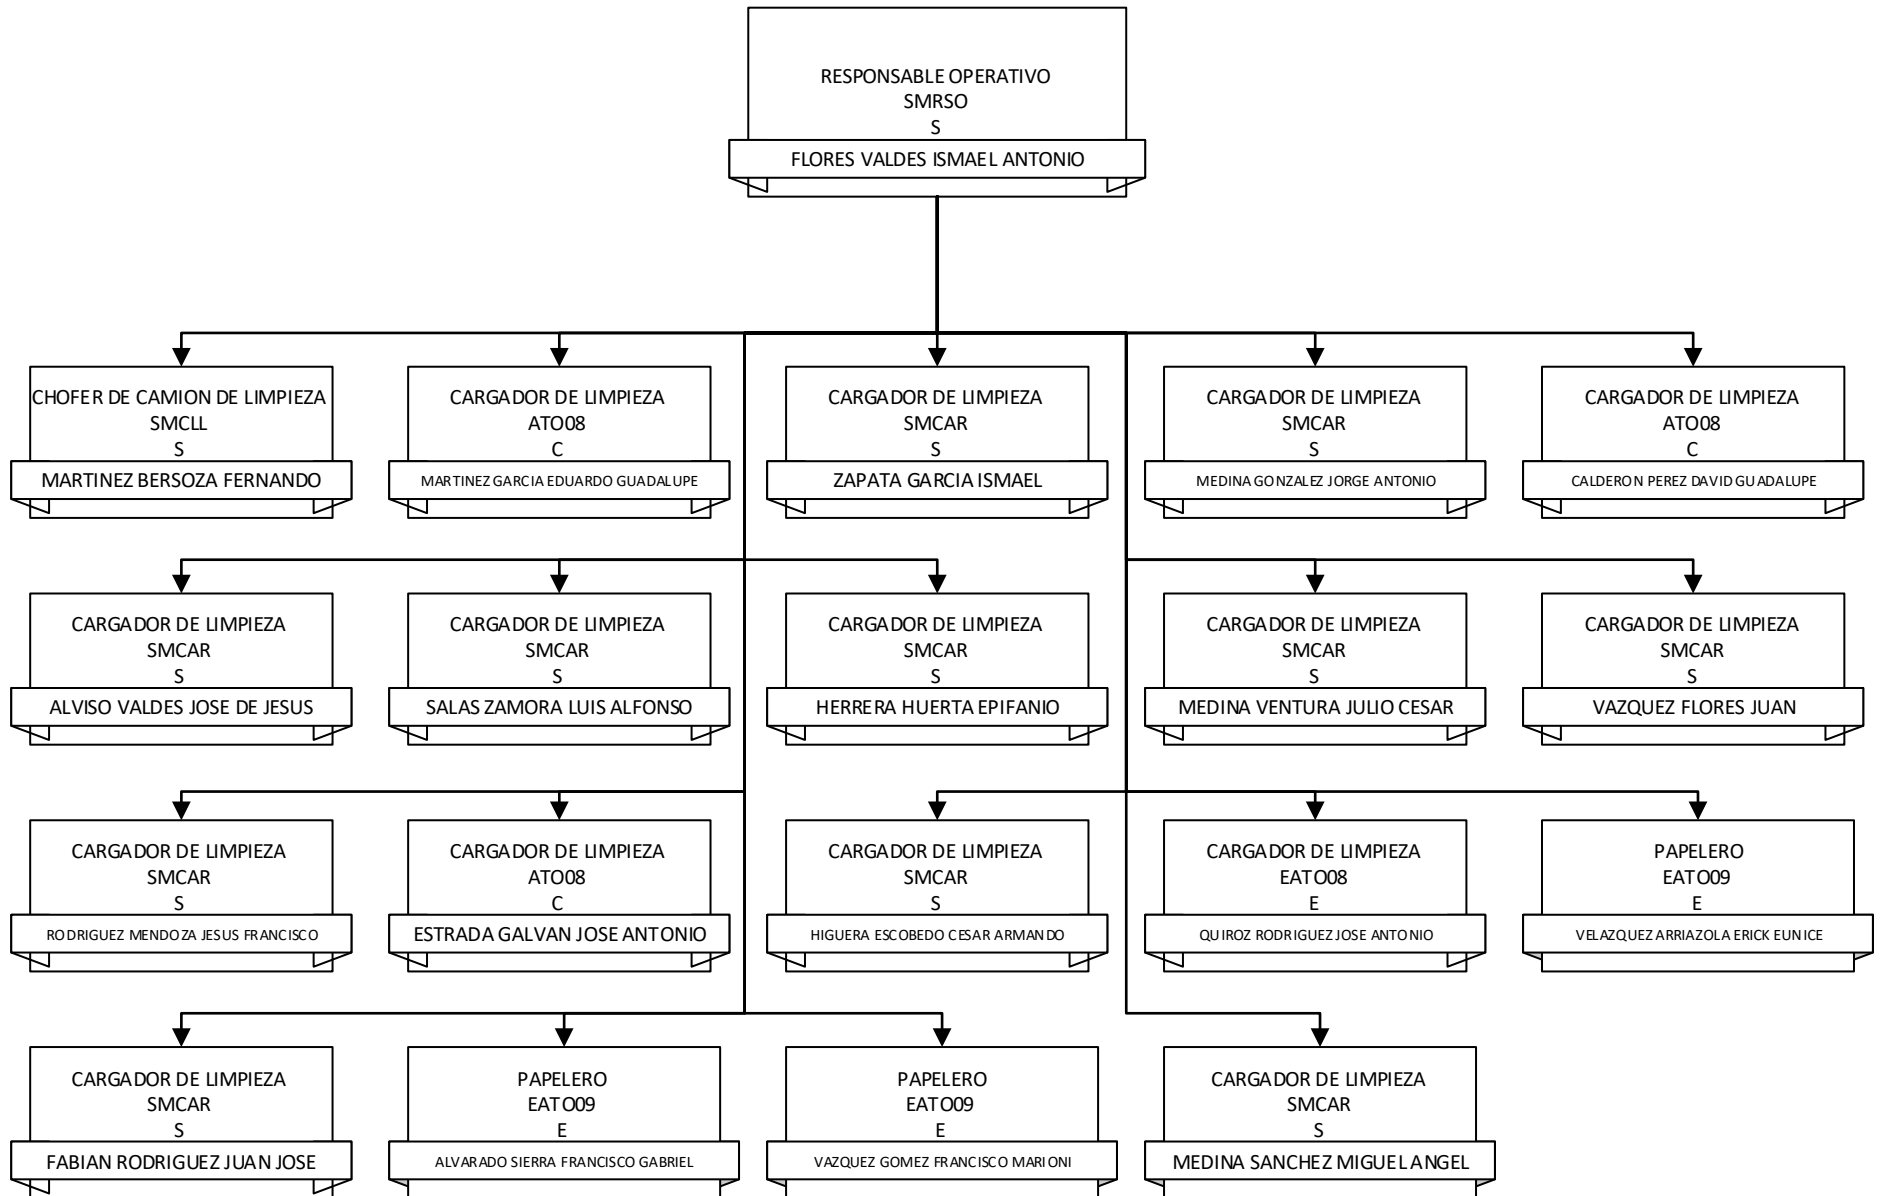 RESPONSABLE OPERATIVO
SMRSO
S
FLORES VALDES ISMAEL ANTONIO
CHOFER DE CAMION DE LIMPIEZA
SMCLL
S
MARTINEZ BERSOZA FERNANDO
CARGADOR DE LIMPIEZA
ATO08
C
MARTINEZ GARCIA EDUARDO GUADALUPE
CARGADOR DE LIMPIEZA
SMCAR
S
ZAPATA GARCIA ISMAEL
CARGADOR DE LIMPIEZA
SMCAR
S
MEDINA GONZALEZ JORGE ANTONIO
CARGADOR DE LIMPIEZA
ATO08
C
CALDERON PEREZ DAVID GUADALUPE
CARGADOR DE LIMPIEZA
SMCAR
S
ALVISO VALDES JOSE DE JESUS
CARGADOR DE LIMPIEZA
SMCAR
S
SALAS ZAMORA LUIS ALFONSO
CARGADOR DE LIMPIEZA
SMCAR
S
HERRERA HUERTA EPIFANIO
CARGADOR DE LIMPIEZA
SMCAR
S
MEDINA VENTURA JULIO CESAR
CARGADOR DE LIMPIEZA
SMCAR
S
VAZQUEZ FLORES JUAN
CARGADOR DE LIMPIEZA
SMCAR
S
RODRIGUEZ MENDOZA JESUS FRANCISCO
CARGADOR DE LIMPIEZA
ATO08
C
ESTRADA GALVAN JOSE ANTONIO
CARGADOR DE LIMPIEZA
SMCAR
S
HIGUERA ESCOBEDO CESAR ARMANDO
CARGADOR DE LIMPIEZA
EATO08
E
QUIROZ RODRIGUEZ JOSE ANTONIO
PAPELERO
EATO09
E
VELAZQUEZ ARRIAZOLA ERICK EUNICE
CARGADOR DE LIMPIEZA
SMCAR
S
FABIAN RODRIGUEZ JUAN JOSE
PAPELERO
EATO09
E
ALVARADO SIERRA FRANCISCO GABRIEL
PAPELERO
EATO09
E
VAZQUEZ GOMEZ FRANCISCO MARIONI
CARGADOR DE LIMPIEZA
SMCAR
S
MEDINA SANCHEZ MIGUEL ANGEL